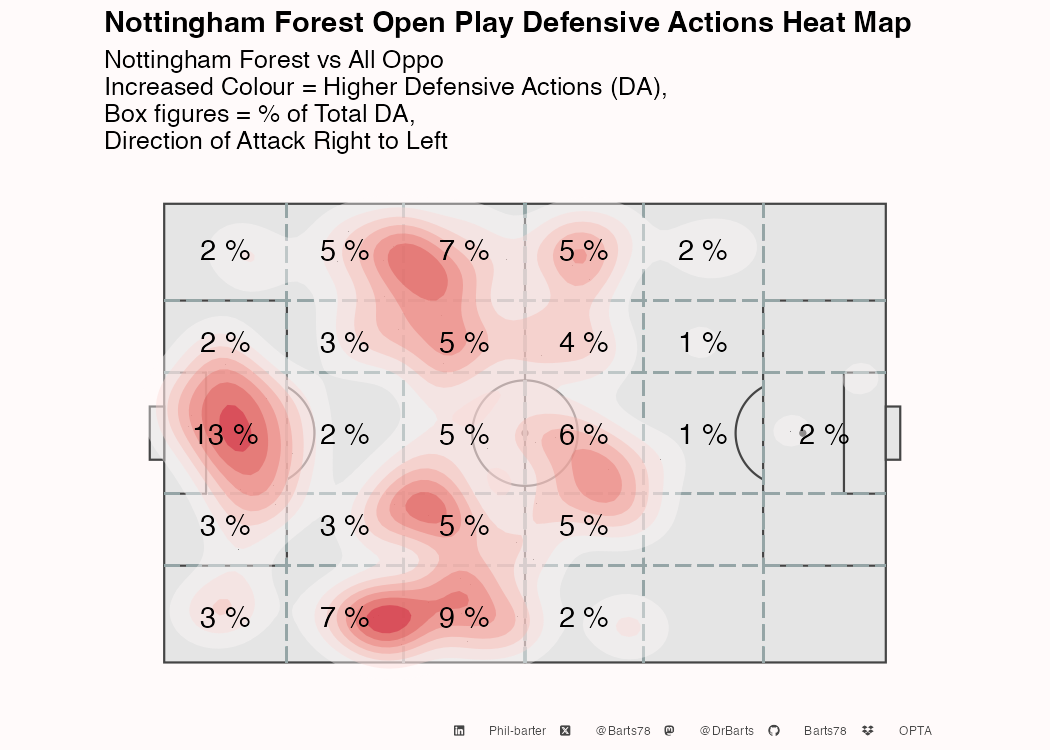 Nottingham Forest Open Play Defensive Actions Heat Map
Nottingham Forest vs All Oppo
Increased Colour = Higher Defensive Actions (DA),
Box figures = % of Total DA,
Direction of Attack Right to Left
2 % 5 % 7 % 5 % 2 %
2 % 3 % 5 % 4 % 1 %
13 % 2 % 5 % 6 % 1 % 2 %
3 % 3 % 5 % 5 %
3 % 7 % 9 % 2 %
Phil-barter @Barts78 @DrBarts Barts78 OPTA